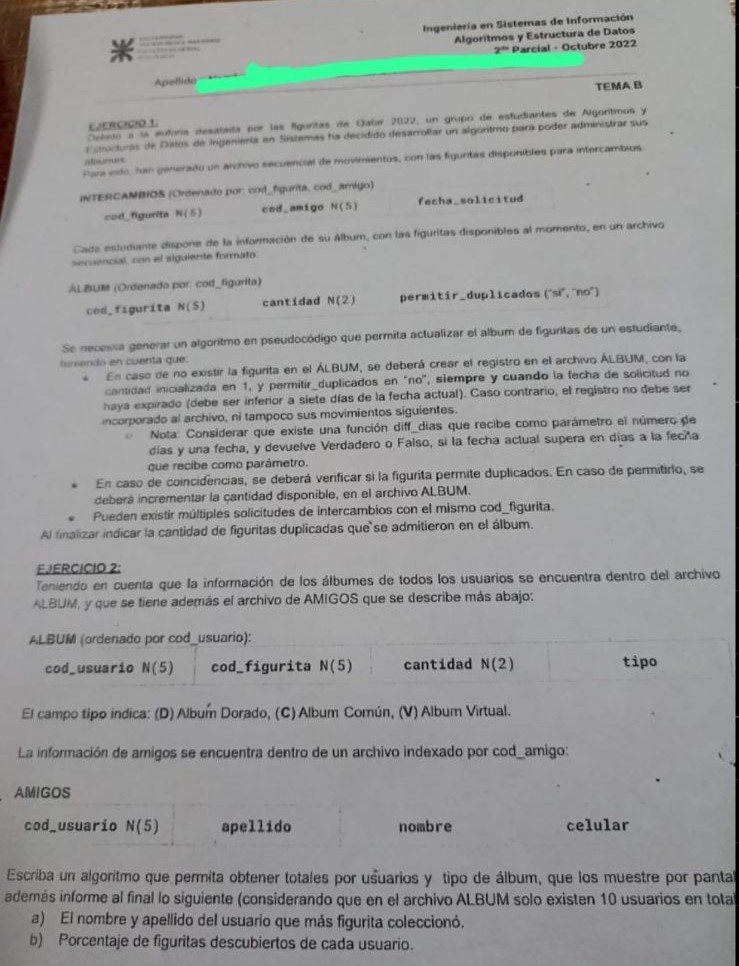 Ingeniería en Sistemas de Información
Algoritmos y Estructura de Datos
2do Parcial - Octubre 2022
Apellido
TEMA B
EJERCICIO 1:
Debido a la euforia desatada por las figuritas de Qatar 2022, un grupo de estudiantes de Algoritmos y
Estructuras de Datos de Ingeniería en Sistemas ha decidido desarrollar un algoritmo para poder administrar sus
álbumes.
Para esto, han generado un archivo secuencial de movimientos, con las figuritas disponibles para intercambios.
INTERCAMBIOS (Ordenado por: cod_figurita, cod_amigo)
cod_figurita N(5) cod_amigo N(5) fecha_solicitud
Cada estudiante dispone de la información de su álbum, con las figuritas disponibles al momento, en un archivo
secuencial, con el siguiente formato:
ÁLBUM (Ordenado por: cod_figurita)
cod_figurita N(5) cantidad N(2) permitir_duplicados ("si", "no")
Se necesita generar un algoritmo en pseudocódigo que permita actualizar el album de figuritas de un estudiante,
teniendo en cuenta que:
• En caso de no existir la figurita en el ÁLBUM, se deberá crear el registro en el archivo ÁLBUM, con la
cantidad inicializada en 1, y permitir_duplicados en "no", siempre y cuando la fecha de solicitud no
haya expirado (debe ser inferior a siete días de la fecha actual). Caso contrario, el registro no debe ser
incorporado al archivo, ni tampoco sus movimientos siguientes.
○ Nota: Considerar que existe una función diff_dias que recibe como parámetro el número de
días y una fecha, y devuelve Verdadero o Falso, si la fecha actual supera en días a la fecha
que recibe como parámetro.
• En caso de coincidencias, se deberá verificar si la figurita permite duplicados. En caso de permitirlo, se
deberá incrementar la cantidad disponible, en el archivo ALBUM.
• Pueden existir múltiples solicitudes de intercambios con el mismo cod_figurita.
Al finalizar indicar la cantidad de figuritas duplicadas que se admitieron en el álbum.
EJERCICIO 2:
Teniendo en cuenta que la información de los álbumes de todos los usuarios se encuentra dentro del archivo
ALBUM, y que se tiene además el archivo de AMIGOS que se describe más abajo:
ALBUM (ordenado por cod_usuario):
cod_usuario N(5) cod_figurita N(5) cantidad N(2) tipo
El campo tipo indica: (D) Album Dorado, (C) Album Común, (V) Album Virtual.
La información de amigos se encuentra dentro de un archivo indexado por cod_amigo:
AMIGOS
cod_usuario N(5) apellido nombre celular
Escriba un algoritmo que permita obtener totales por usuarios y tipo de álbum, que los muestre por panta
además informe al final lo siguiente (considerando que en el archivo ALBUM solo existen 10 usuarios en tota
a) El nombre y apellido del usuario que más figurita coleccionó.
b) Porcentaje de figuritas descubiertos de cada usuario.